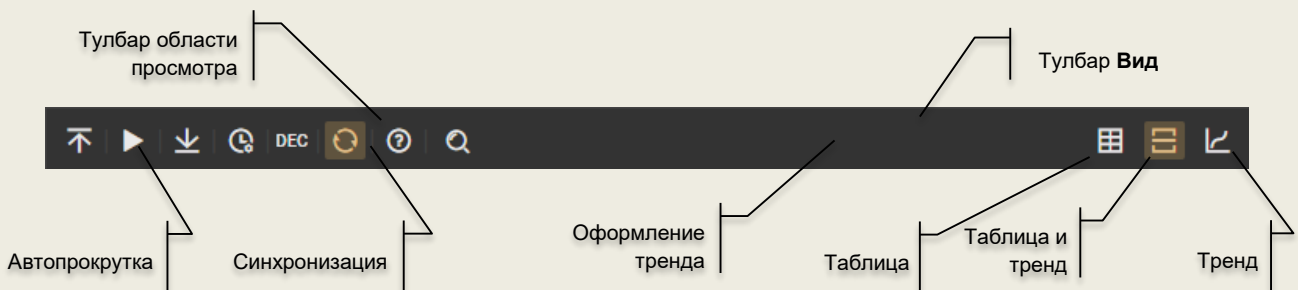 Тулбар области
просмотра
Тулбар Вид
DEC
Автопрокрутка
Синхронизация
Оформление
тренда
Таблица
Таблица и
тренд
Тренд